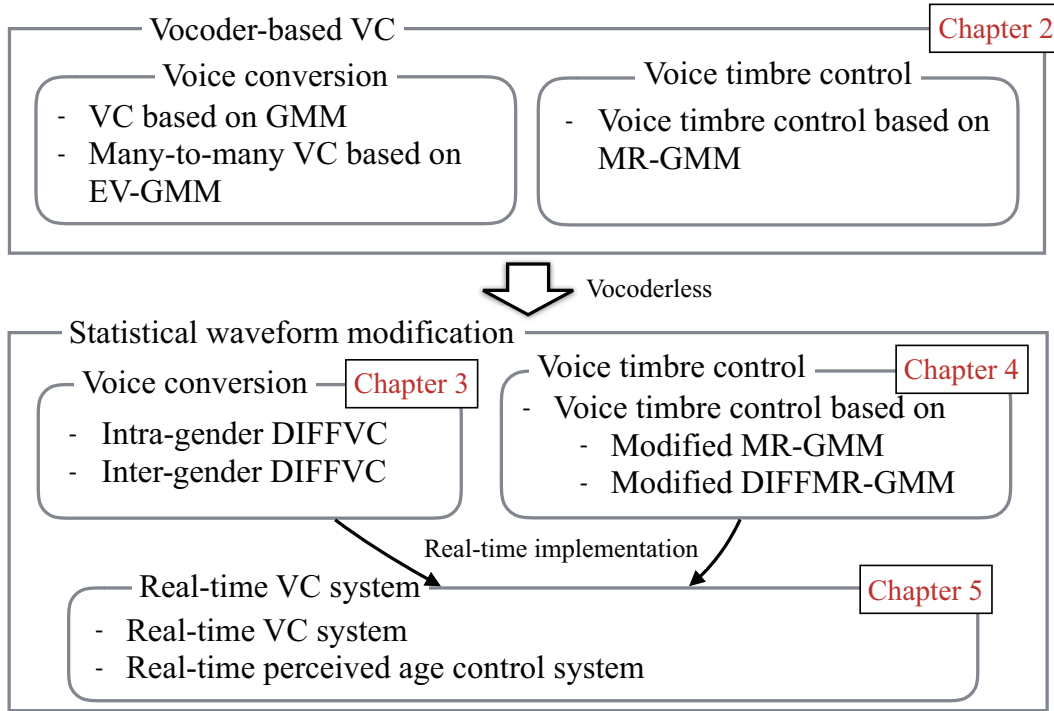 Vocoder-based VC
Chapter 2
Voice conversion
- VC based on GMM
- Many-to-many VC based on
EV-GMM
Voice timbre control
- Voice timbre control based on
MR-GMM
Vocoderless
Statistical waveform modification
Voice conversion
Chapter 3
- Intra-gender DIFFVC
- Inter-gender DIFFVC
Voice timbre control
Chapter 4
- Voice timbre control based on
- Modified MR-GMM
- Modified DIFFMR-GMM
Real-time implementation
Real-time VC system
Chapter 5
- Real-time VC system
- Real-time perceived age control system